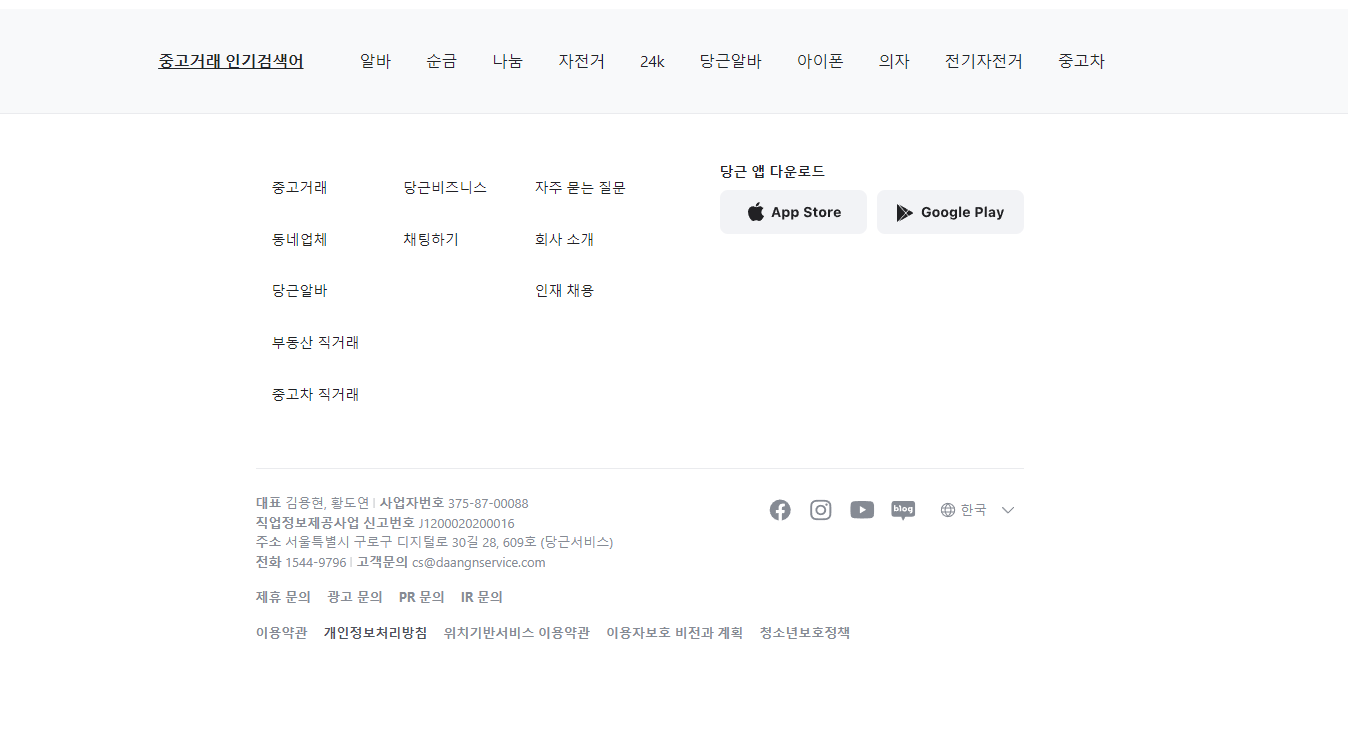 중고거래 인기검색어 알바 순금 나눔 자전거 24k 당근알바 아이폰 의자 전기자전거 중고차
중고거래 당근비즈니스 자주 묻는 질문
동네업체 채팅하기 회사 소개
당근알바 인재 채용
부동산 직거래
중고차 직거래
당근 앱 다운로드
App Store Google Play
대표 김용현, 황도연 | 사업자번호 375-87-00088
직업정보제공사업 신고번호 J1200020200016
주소 서울특별시 구로구 디지털로 30길 28, 609호 (당근서비스)
전화 1544-9796 | 고객문의 cs@daangnservice.com
blog 한국
제휴 문의 광고 문의 PR 문의 IR 문의
이용약관 개인정보처리방침 위치기반서비스 이용약관 이용자보호 비전과 계획 청소년보호정책